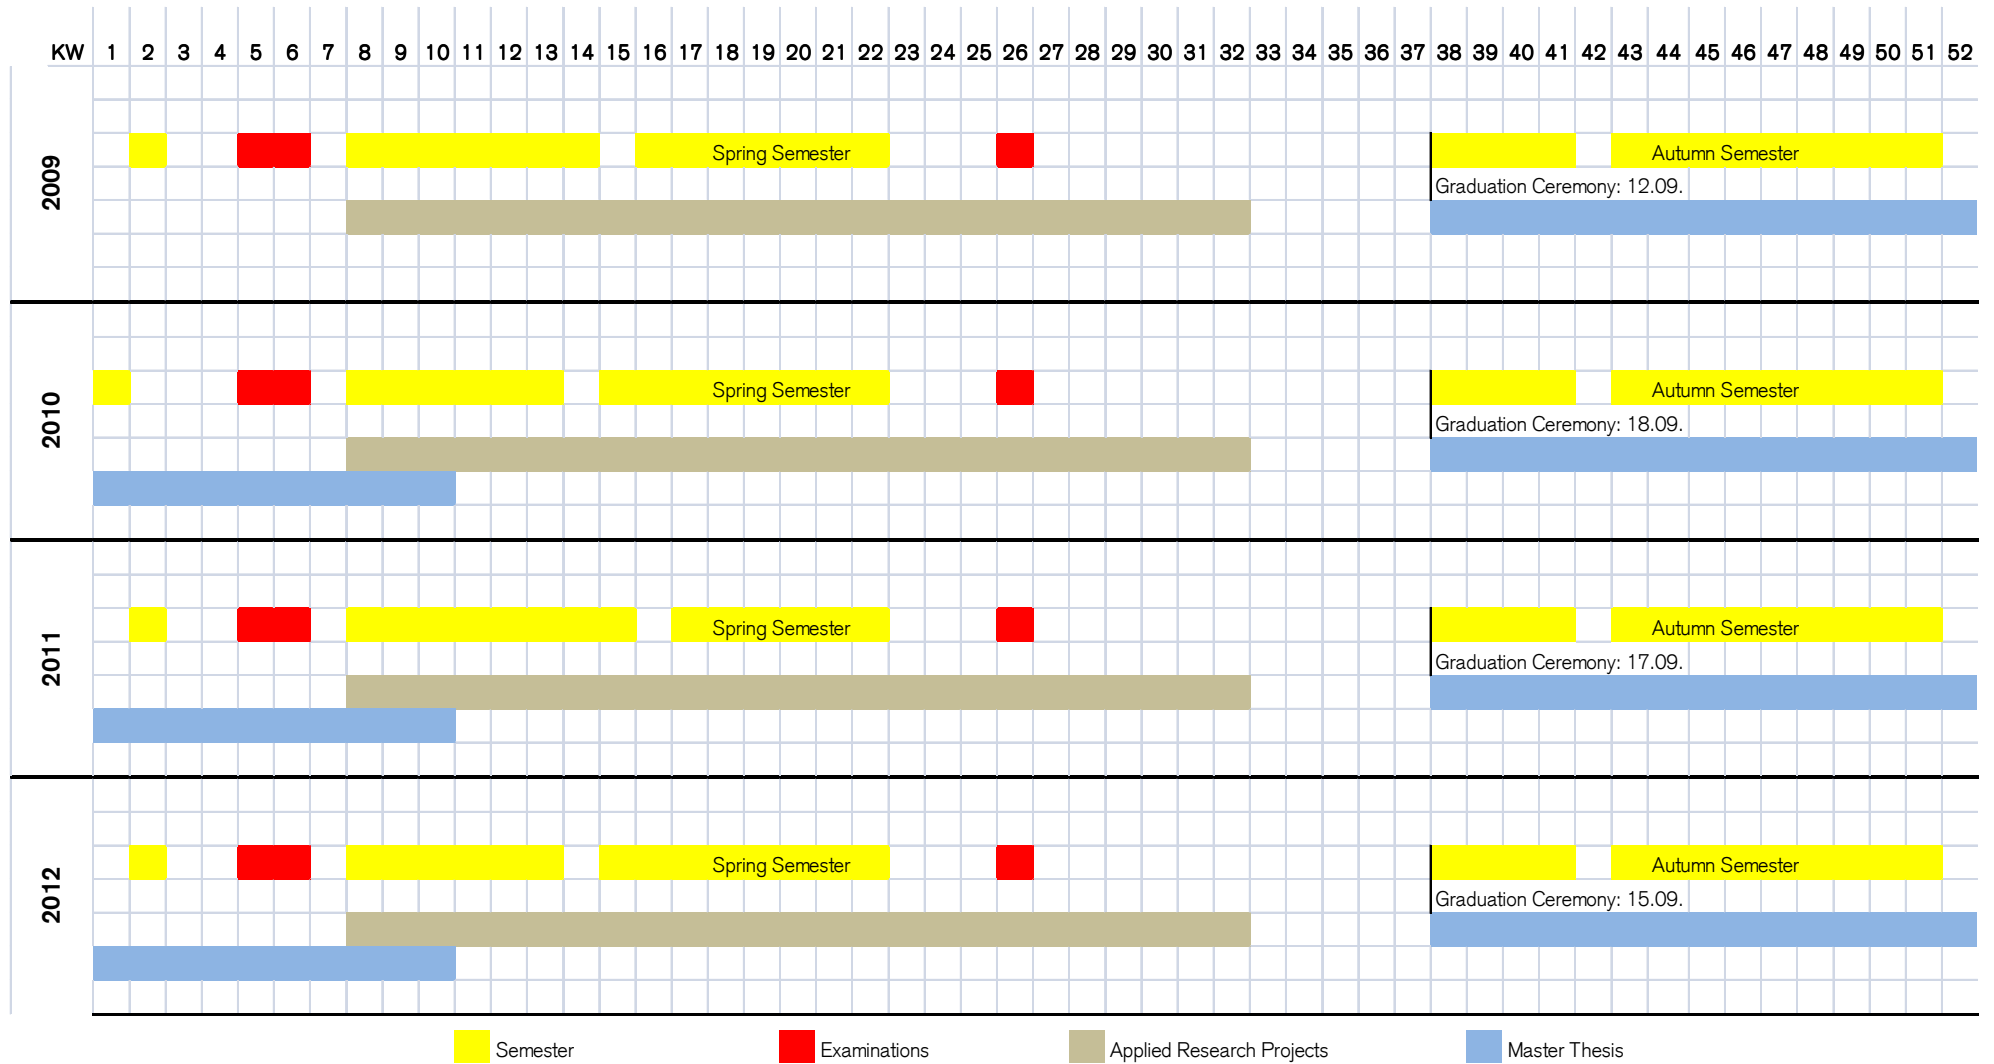 KW 1 2 3 4 5 6 7 8 9 10 11 12 13 14 15 16 17 18 19 20 21 22 23 24 25 26 27 28 29 30 31 32 33 34 35 36 37 38 39 40 41 42 43 44 45 46 47 48 49 50 51 52
2009
Spring Semester
Autumn Semester
Graduation Ceremony: 12.09.
2010
Spring Semester
Autumn Semester
Graduation Ceremony: 18.09.
2011
Spring Semester
Autumn Semester
Graduation Ceremony: 17.09.
2012
Spring Semester
Autumn Semester
Graduation Ceremony: 15.09.
Semester
Examinations
Applied Research Projects
Master Thesis